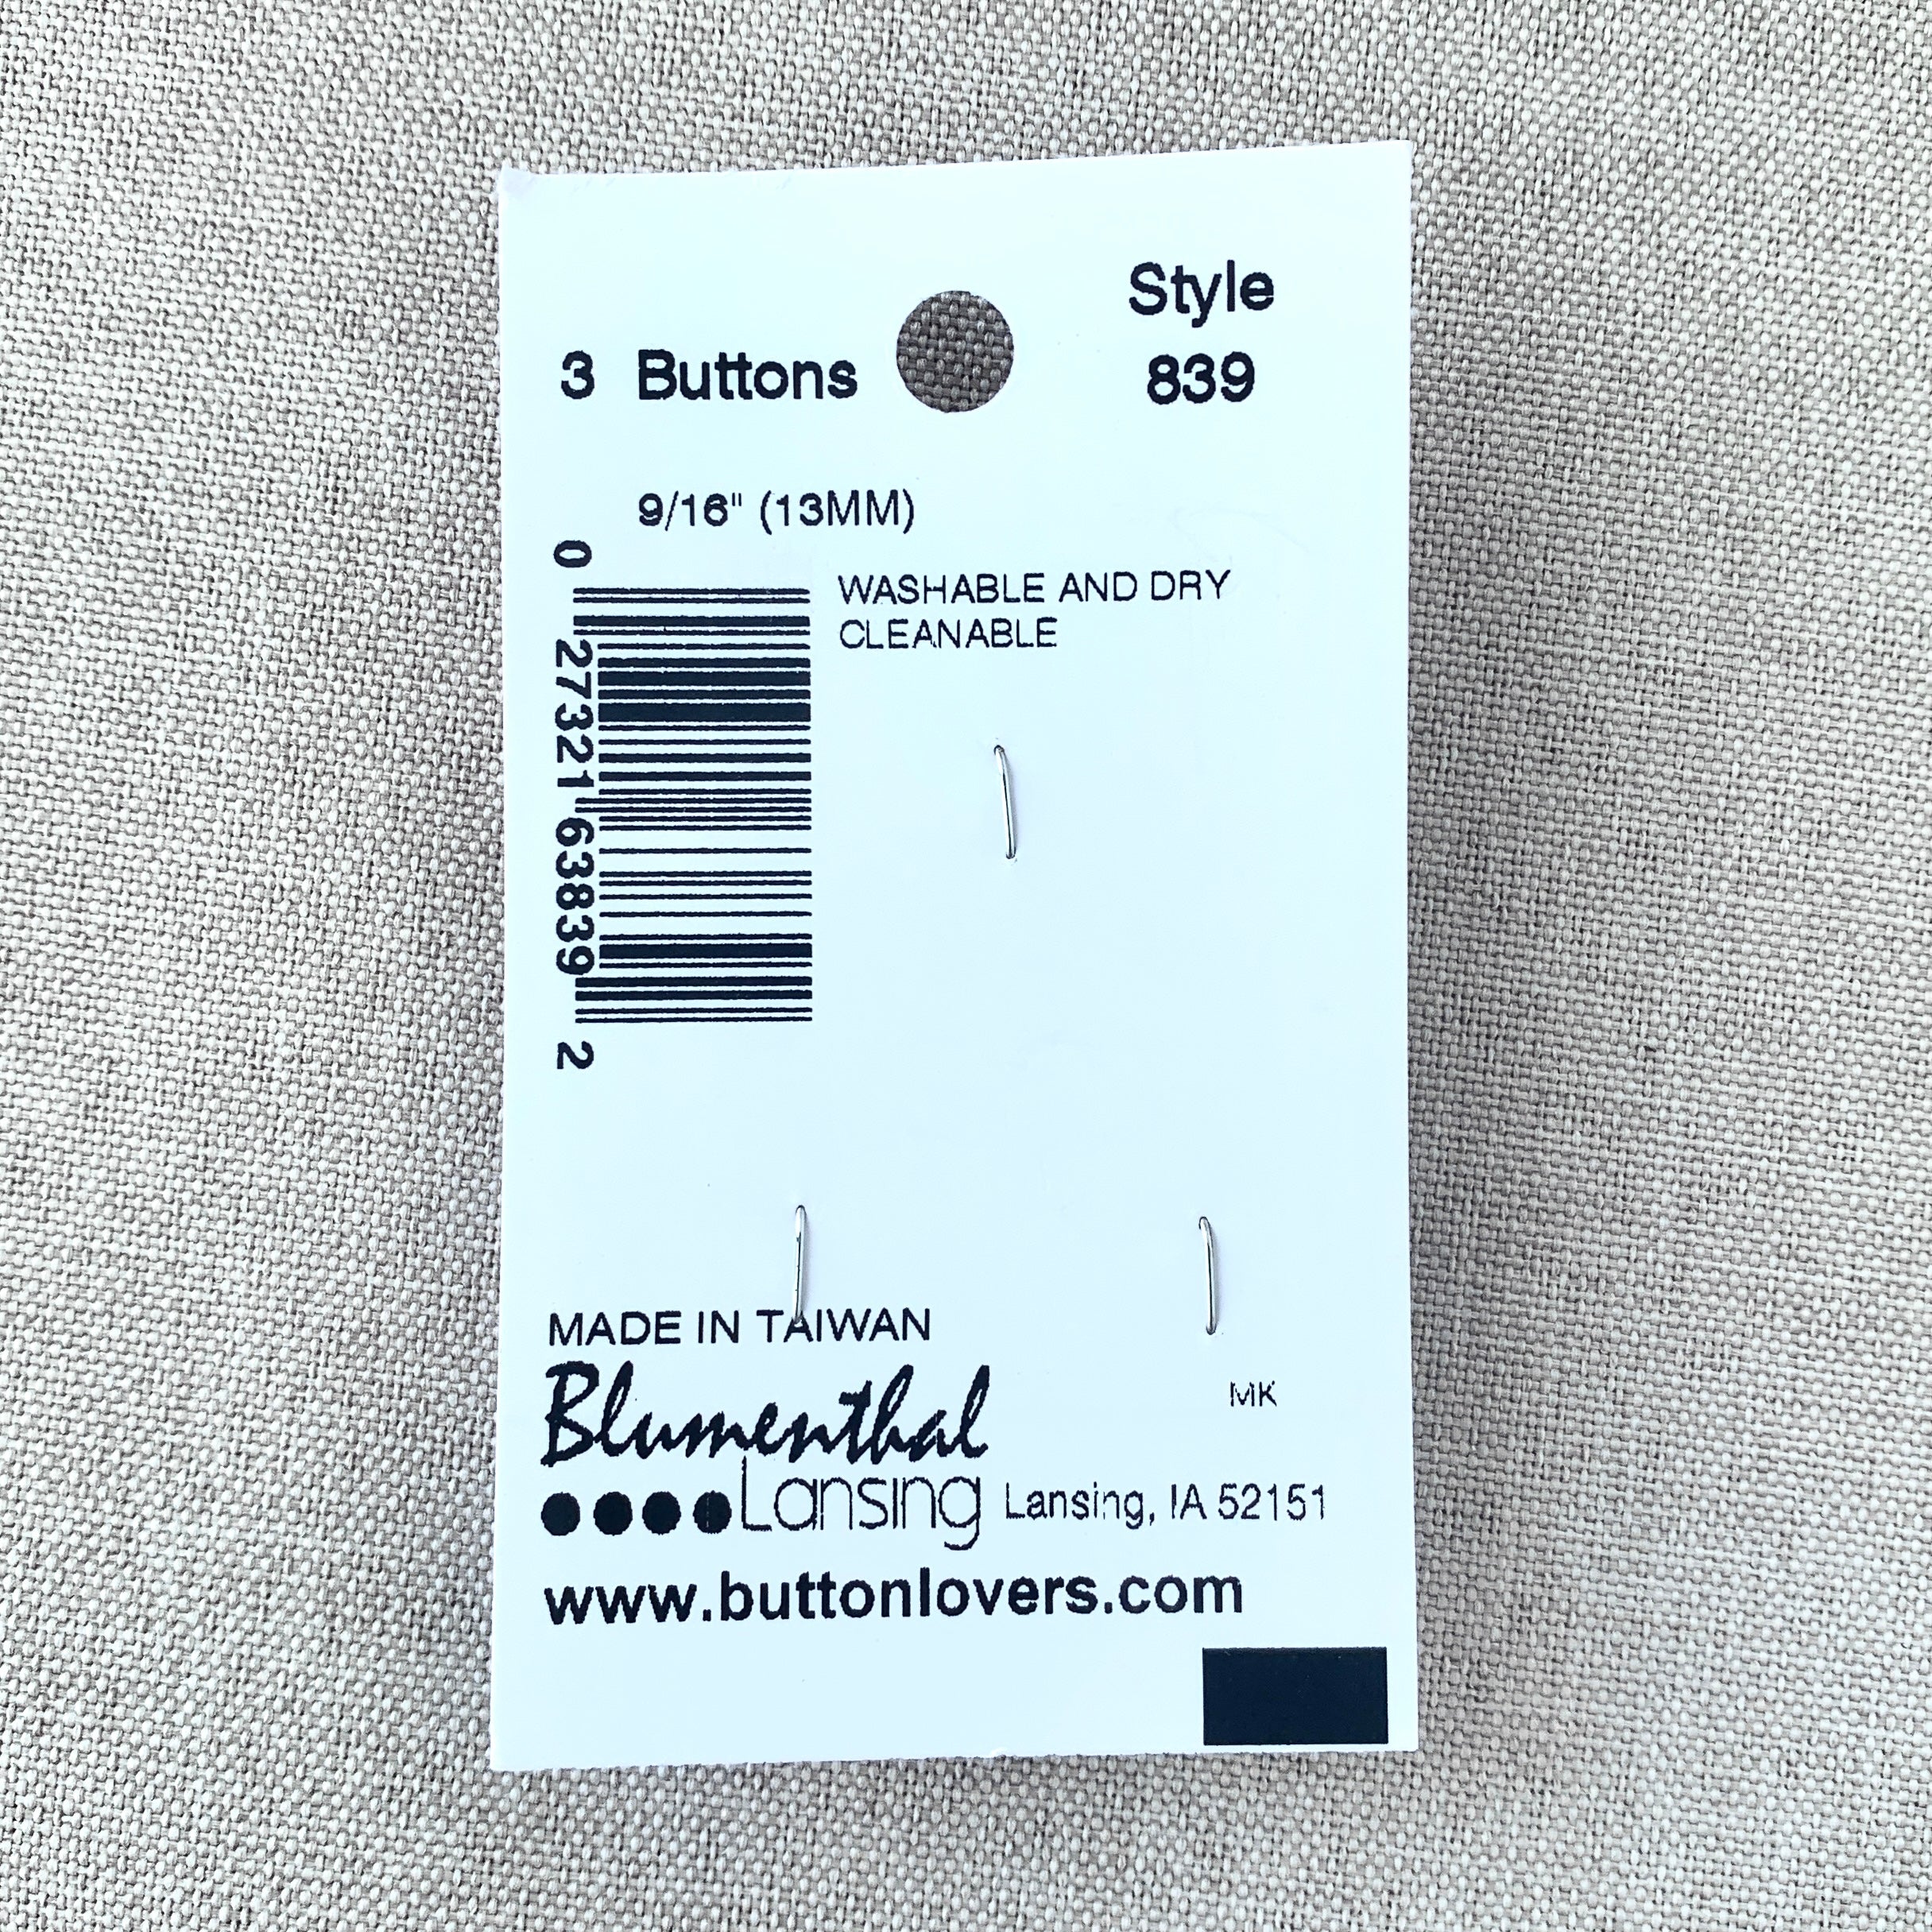 Style
3 Buttons
839
9/16" (13MM)
WASHABLE AND DRY
CLEANABLE
0 27321 63839 2
MADE IN TAIWAN
Blumenthal
MK
Lansing Lansing, IA 52151
www.buttonlovers.com